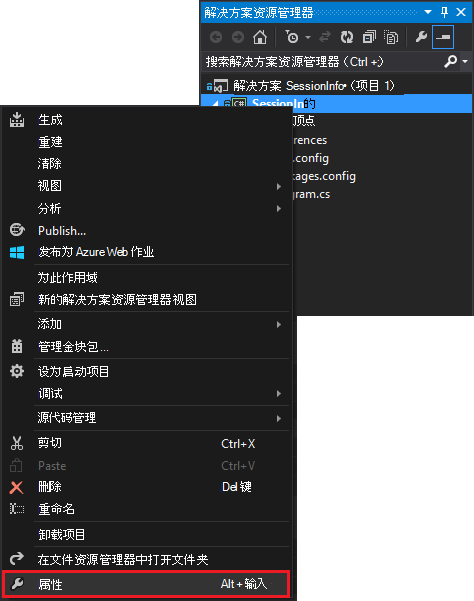 解决方案资源管理器
搜索解决方案资源管理器（Ctrl +;）
解决方案 SessionInfo•（项目 1）
SessionIn的
顶点
rences
.config
ages.config
gram.cs
生成
重建
清除
视图
分析
Publish...
发布为 Azure Web 作业
为此作用域
新的解决方案资源管理器视图
添加
管理金块包...
设为启动项目
调试
源代码管理
剪切 Ctrl+X
Paste Ctrl+V
删除 Del 键
重命名
卸载项目
在文件资源管理器中打开文件夹
属性 Alt + 输入